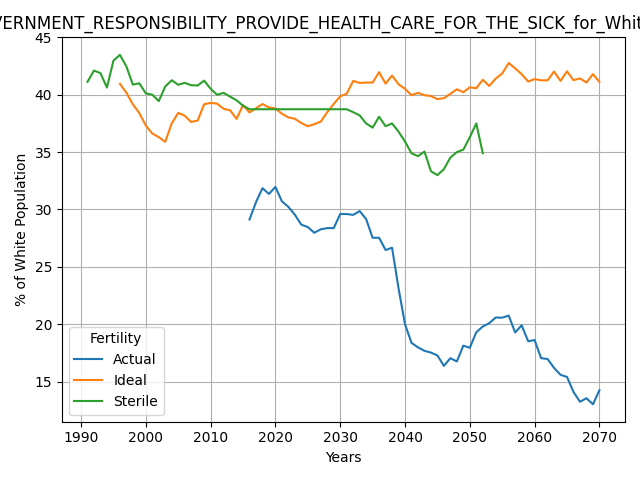 VERNMENT_RESPONSIBILITY_PROVIDE_HEALTH_CARE_FOR_THE_SICK_for_Whit
45
40
35
30
25
20
15
% of White Population
Fertility
Actual
Ideal
Sterile
1990 2000 2010 2020 2030 2040 2050 2060 2070
Years